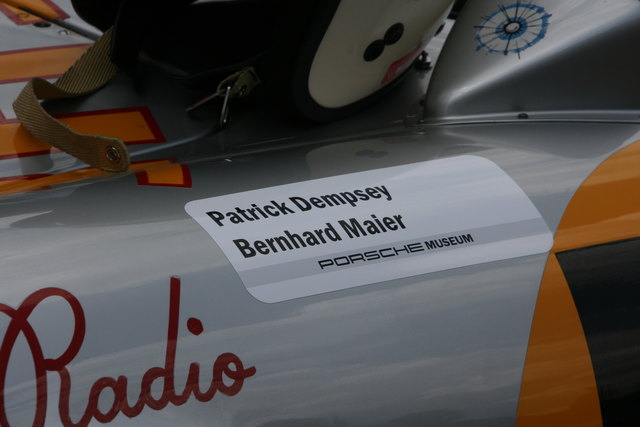 Patrick Dempsey
Bernhard Maier
PORSCHE MUSEUM
Radio